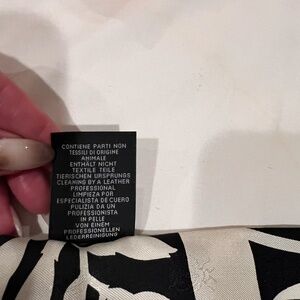 CONTIENE PARTI NON
TESSILI DI ORIGINE
ANIMALE
ENTHÄLT NICHT
TEXTILE TEILE
TIERISCHEN URSPRUNGS
CLEANING BY A LEATHER
PROFESSIONAL
LIMPIEZA POR
ESPECIALISTA DE CUERO
PULIZIA DA UN
PROFESSIONISTA
IN PELLE
VON EINEM
PROFESSIONELLEN
LEDERREINIGUNG